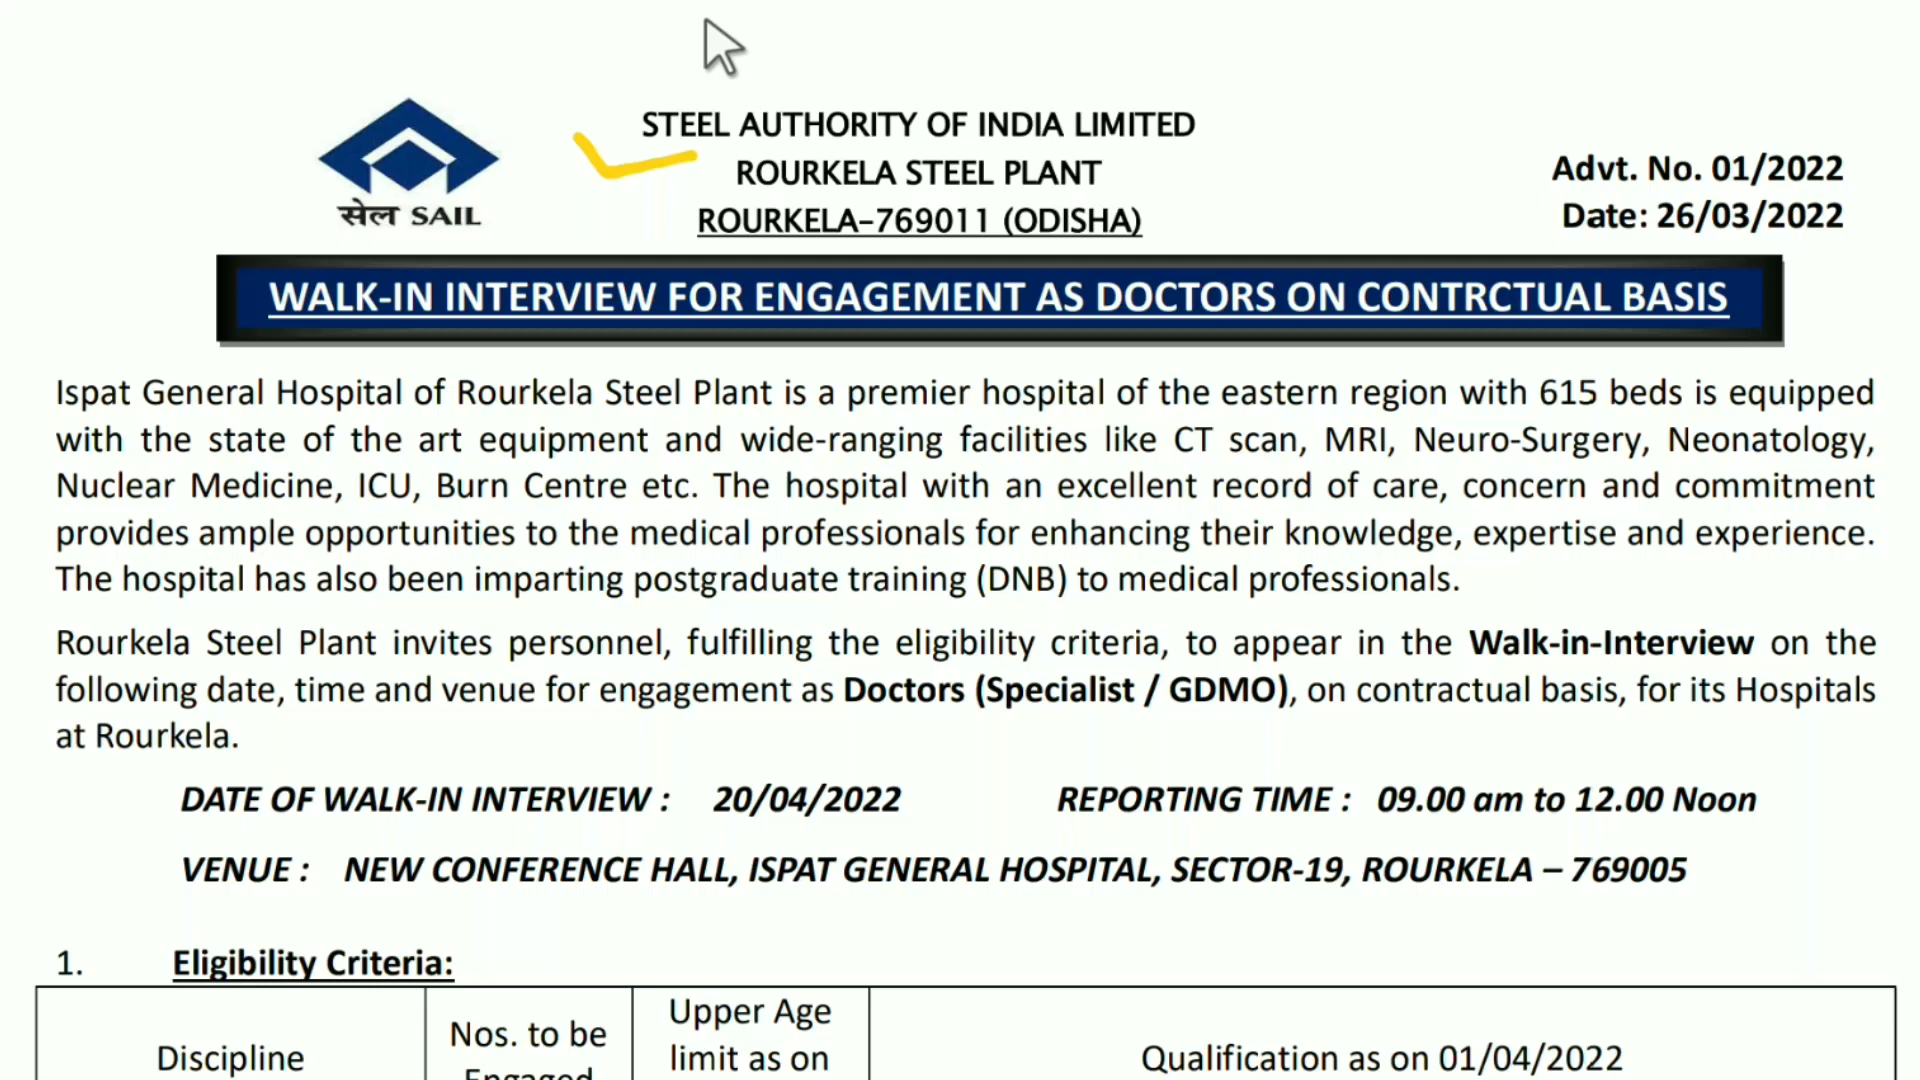 STEEL AUTHORITY OF INDIA LIMITED
ROURKELA STEEL PLANT
ROURKELA-769011 (ODISHA)
सेल SAIL
Advt. No. 01/2022
Date: 26/03/2022
WALK-IN INTERVIEW FOR ENGAGEMENT AS DOCTORS ON CONTRCTUAL BASIS
Ispat General Hospital of Rourkela Steel Plant is a premier hospital of the eastern region with 615 beds is equipped
with the state of the art equipment and wide-ranging facilities like CT scan, MRI, Neuro-Surgery, Neonatology,
Nuclear Medicine, ICU, Burn Centre etc. The hospital with an excellent record of care, concern and commitment
provides ample opportunities to the medical professionals for enhancing their knowledge, expertise and experience.
The hospital has also been imparting postgraduate training (DNB) to medical professionals.
Rourkela Steel Plant invites personnel, fulfilling the eligibility criteria, to appear in the Walk-in-Interview on the
following date, time and venue for engagement as Doctors (Specialist / GDMO), on contractual basis, for its Hospitals
at Rourkela.
DATE OF WALK-IN INTERVIEW : 20/04/2022 REPORTING TIME : 09.00 am to 12.00 Noon
VENUE : NEW CONFERENCE HALL, ISPAT GENERAL HOSPITAL, SECTOR-19, ROURKELA – 769005
1. Eligibility Criteria:
Discipline
Nos. to be
Engaged
Upper Age
limit as on
Qualification as on 01/04/2022